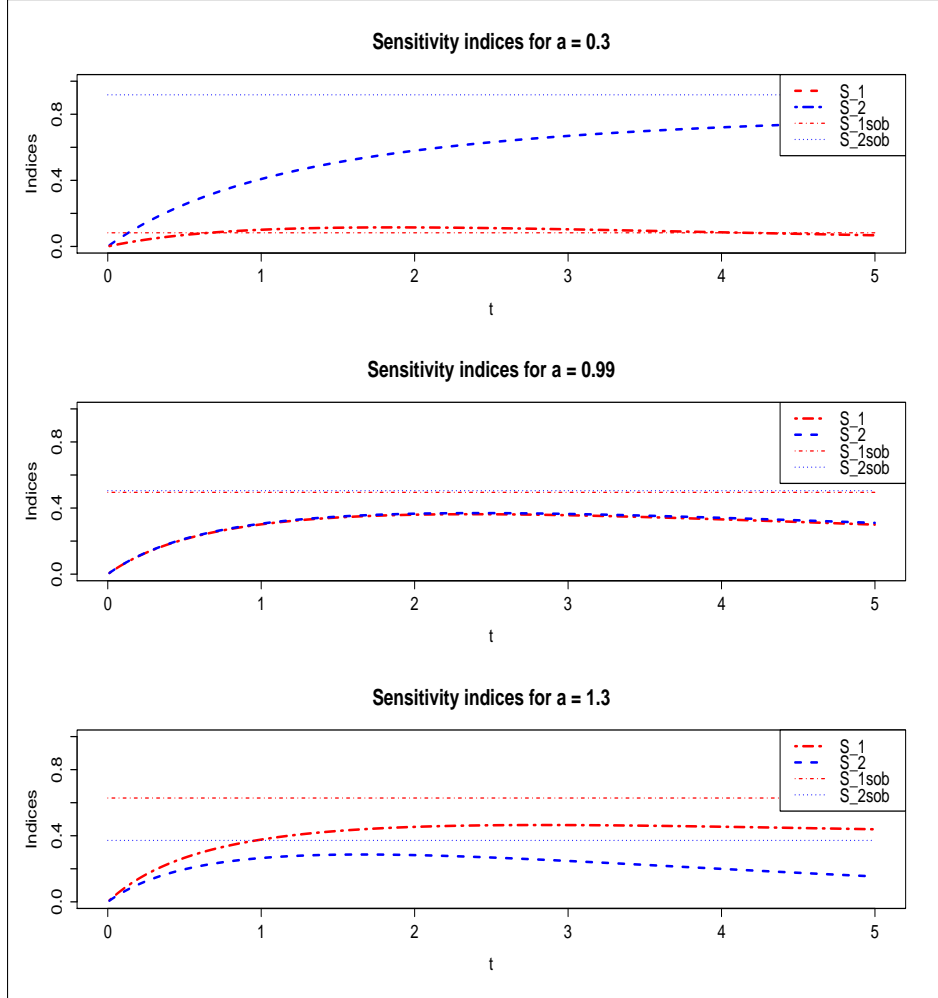 Sensitivity indices for a = 0.3
Indices
0.0 0.4 0.8
S_1
S_2
S_1sob
S_2sob
0 1 2 3 4 5
t
Sensitivity indices for a = 0.99
Indices
0.0 0.4 0.8
S_1
S_2
S_1sob
S_2sob
0 1 2 3 4 5
t
Sensitivity indices for a = 1.3
Indices
0.0 0.4 0.8
S_1
S_2
S_1sob
S_2sob
0 1 2 3 4 5
t